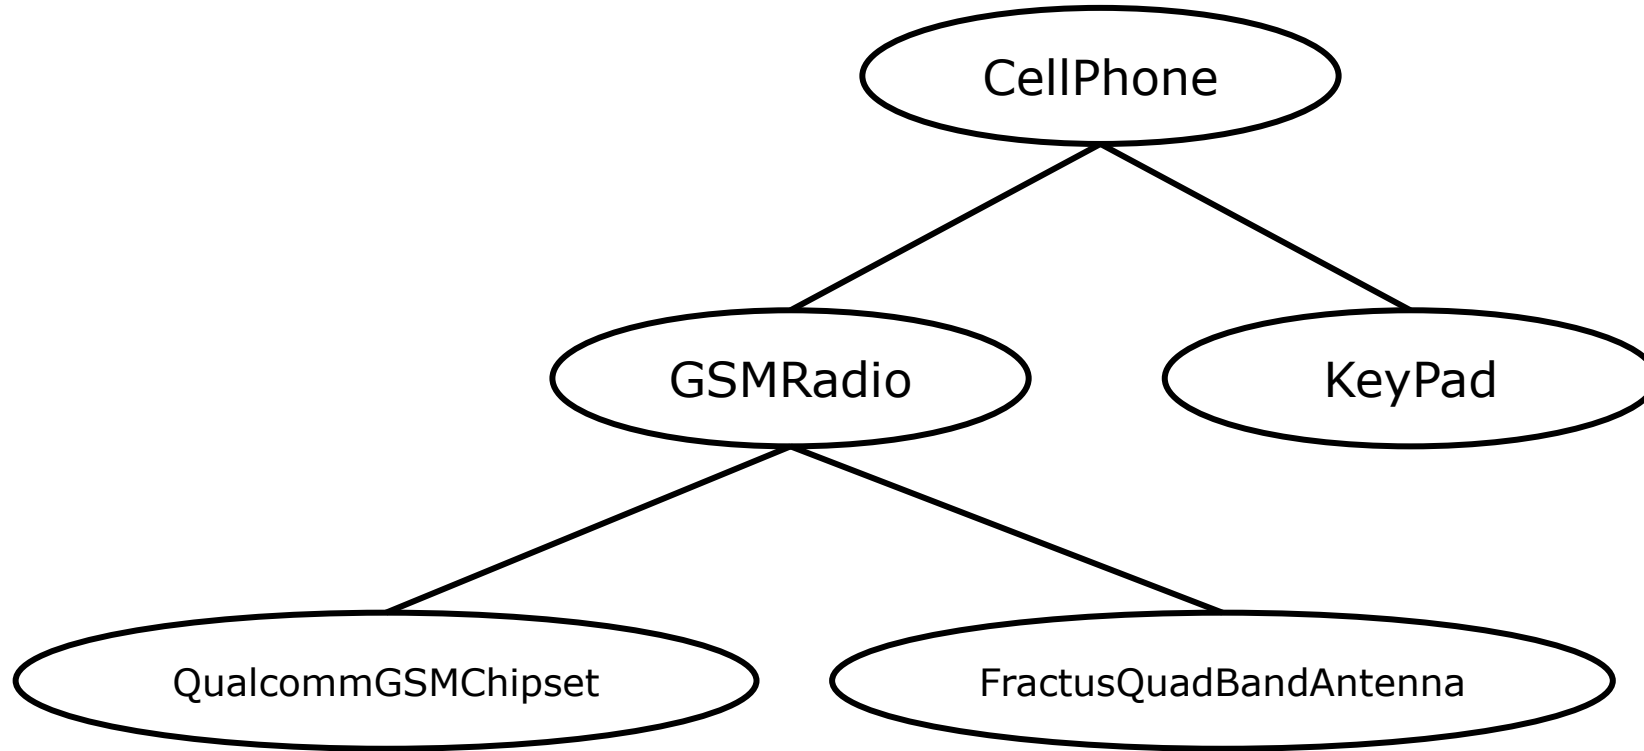 CellPhone
GSMRadio
KeyPad
QualcommGSMChipset
FractusQuadBandAntenna